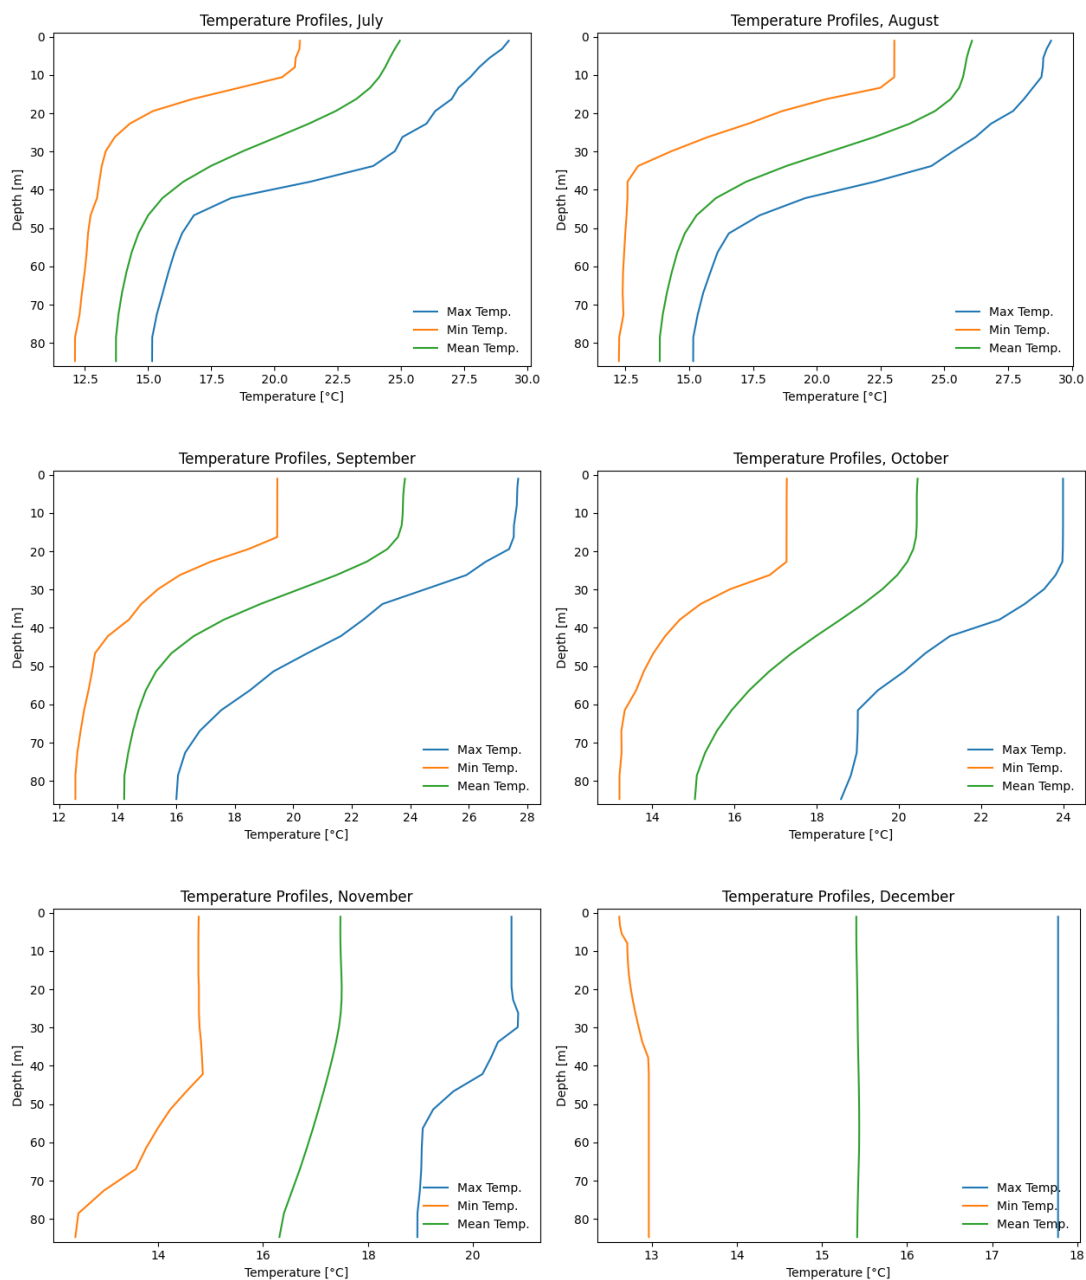 Temperature Profiles, July
0
10
20
30
40
50
60
70
80
Depth [m]
12.5 15.0 17.5 20.0 22.5 25.0 27.5 30.0
Temperature [°C]
Max Temp.
Min Temp.
Mean Temp.
Temperature Profiles, August
0
10
20
30
40
50
60
70
80
Depth [m]
12.5 15.0 17.5 20.0 22.5 25.0 27.5 30.0
Temperature [°C]
Max Temp.
Min Temp.
Mean Temp.
Temperature Profiles, September
0
10
20
30
40
50
60
70
80
Depth [m]
12 14 16 18 20 22 24 26 28
Temperature [°C]
Max Temp.
Min Temp.
Mean Temp.
Temperature Profiles, October
0
10
20
30
40
50
60
70
80
Depth [m]
14 16 18 20 22 24
Temperature [°C]
Max Temp.
Min Temp.
Mean Temp.
Temperature Profiles, November
0
10
20
30
40
50
60
70
80
Depth [m]
14 16 18 20
Temperature [°C]
Max Temp.
Min Temp.
Mean Temp.
Temperature Profiles, December
0
10
20
30
40
50
60
70
80
Depth [m]
13 14 15 16 17 18
Temperature [°C]
Max Temp.
Min Temp.
Mean Temp.